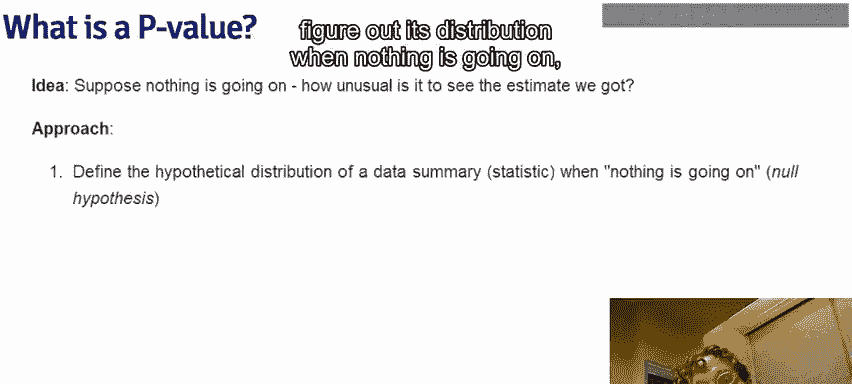 What is a P-value?
figure out its distribution
when nothing is going on,
Idea: Suppose nothing is going on - how unusual is it to see the estimate we got?
Approach:
1. Define the hypothetical distribution of a data summary (statistic) when "nothing is going on" (null
hypothesis)